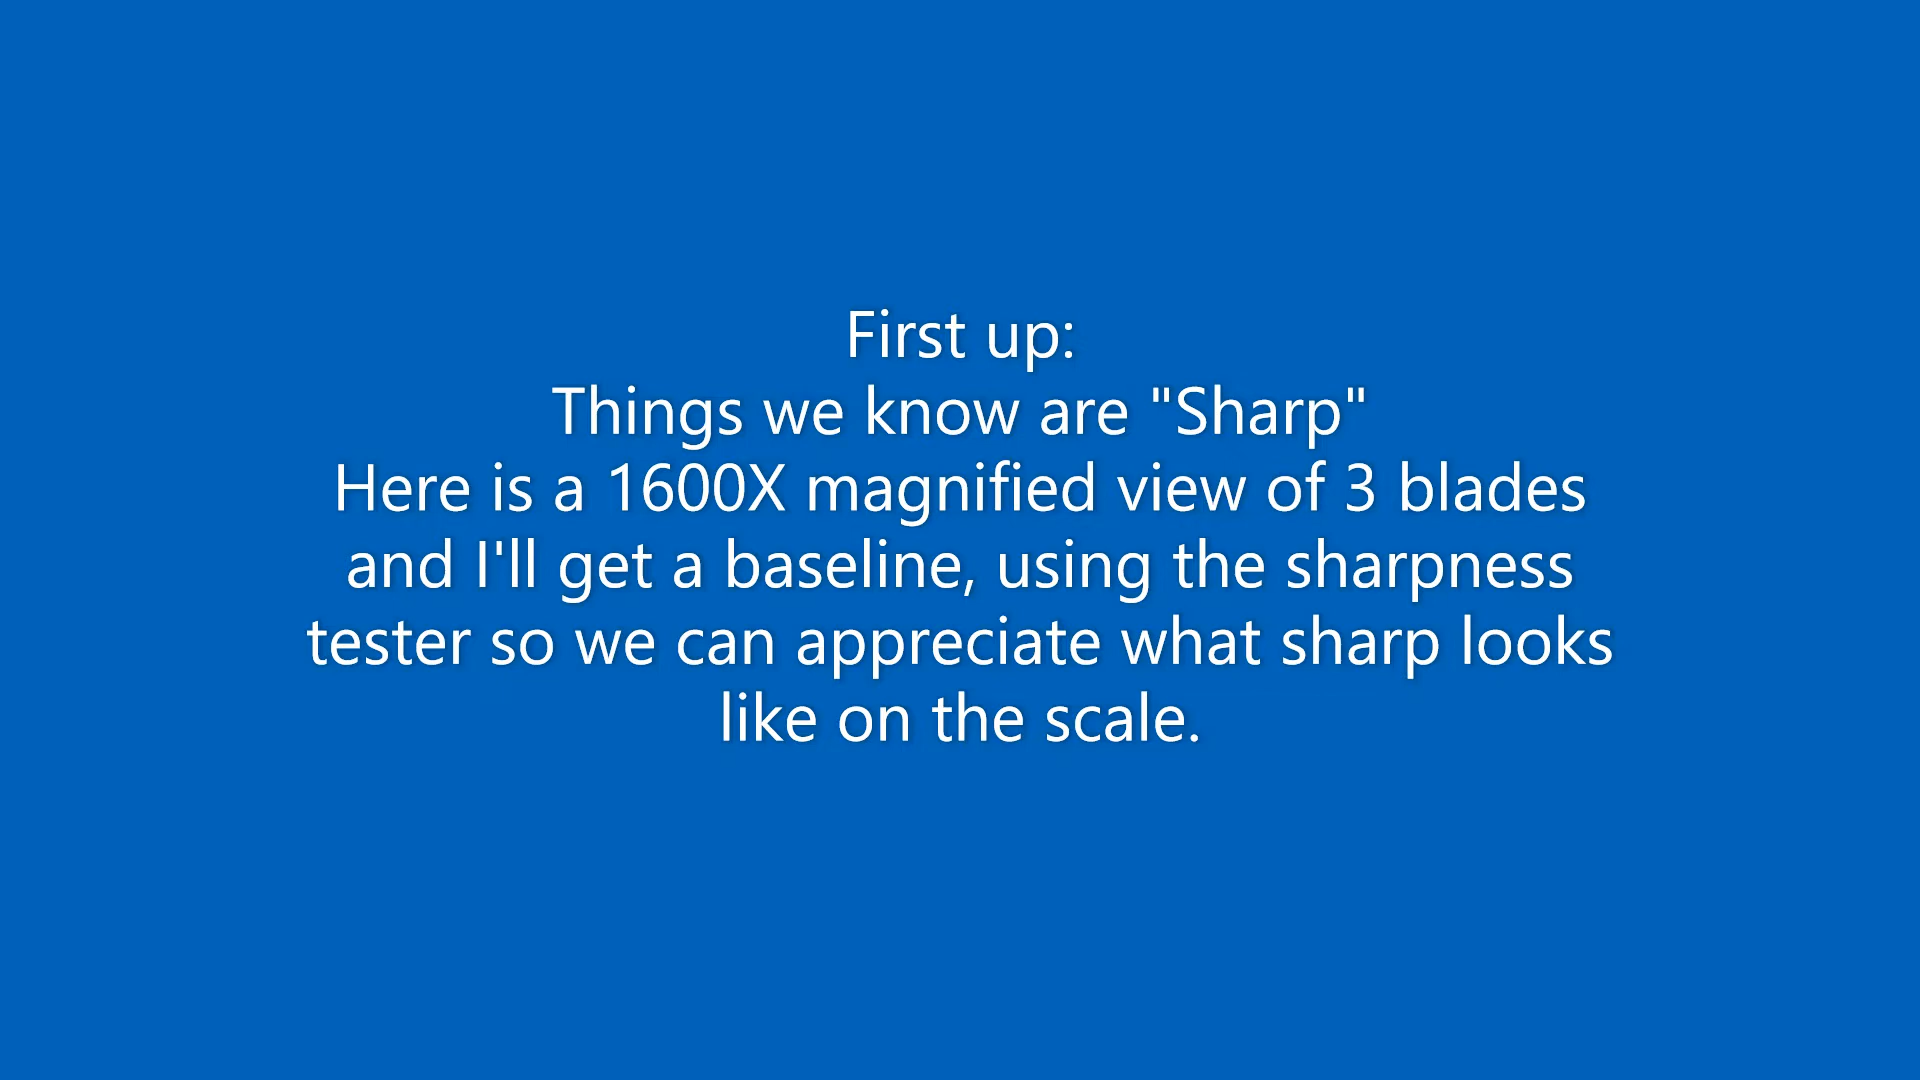 First up:
Things we know are "Sharp"
Here is a 1600X magnified view of 3 blades
and I'll get a baseline, using the sharpness
tester so we can appreciate what sharp looks
like on the scale.